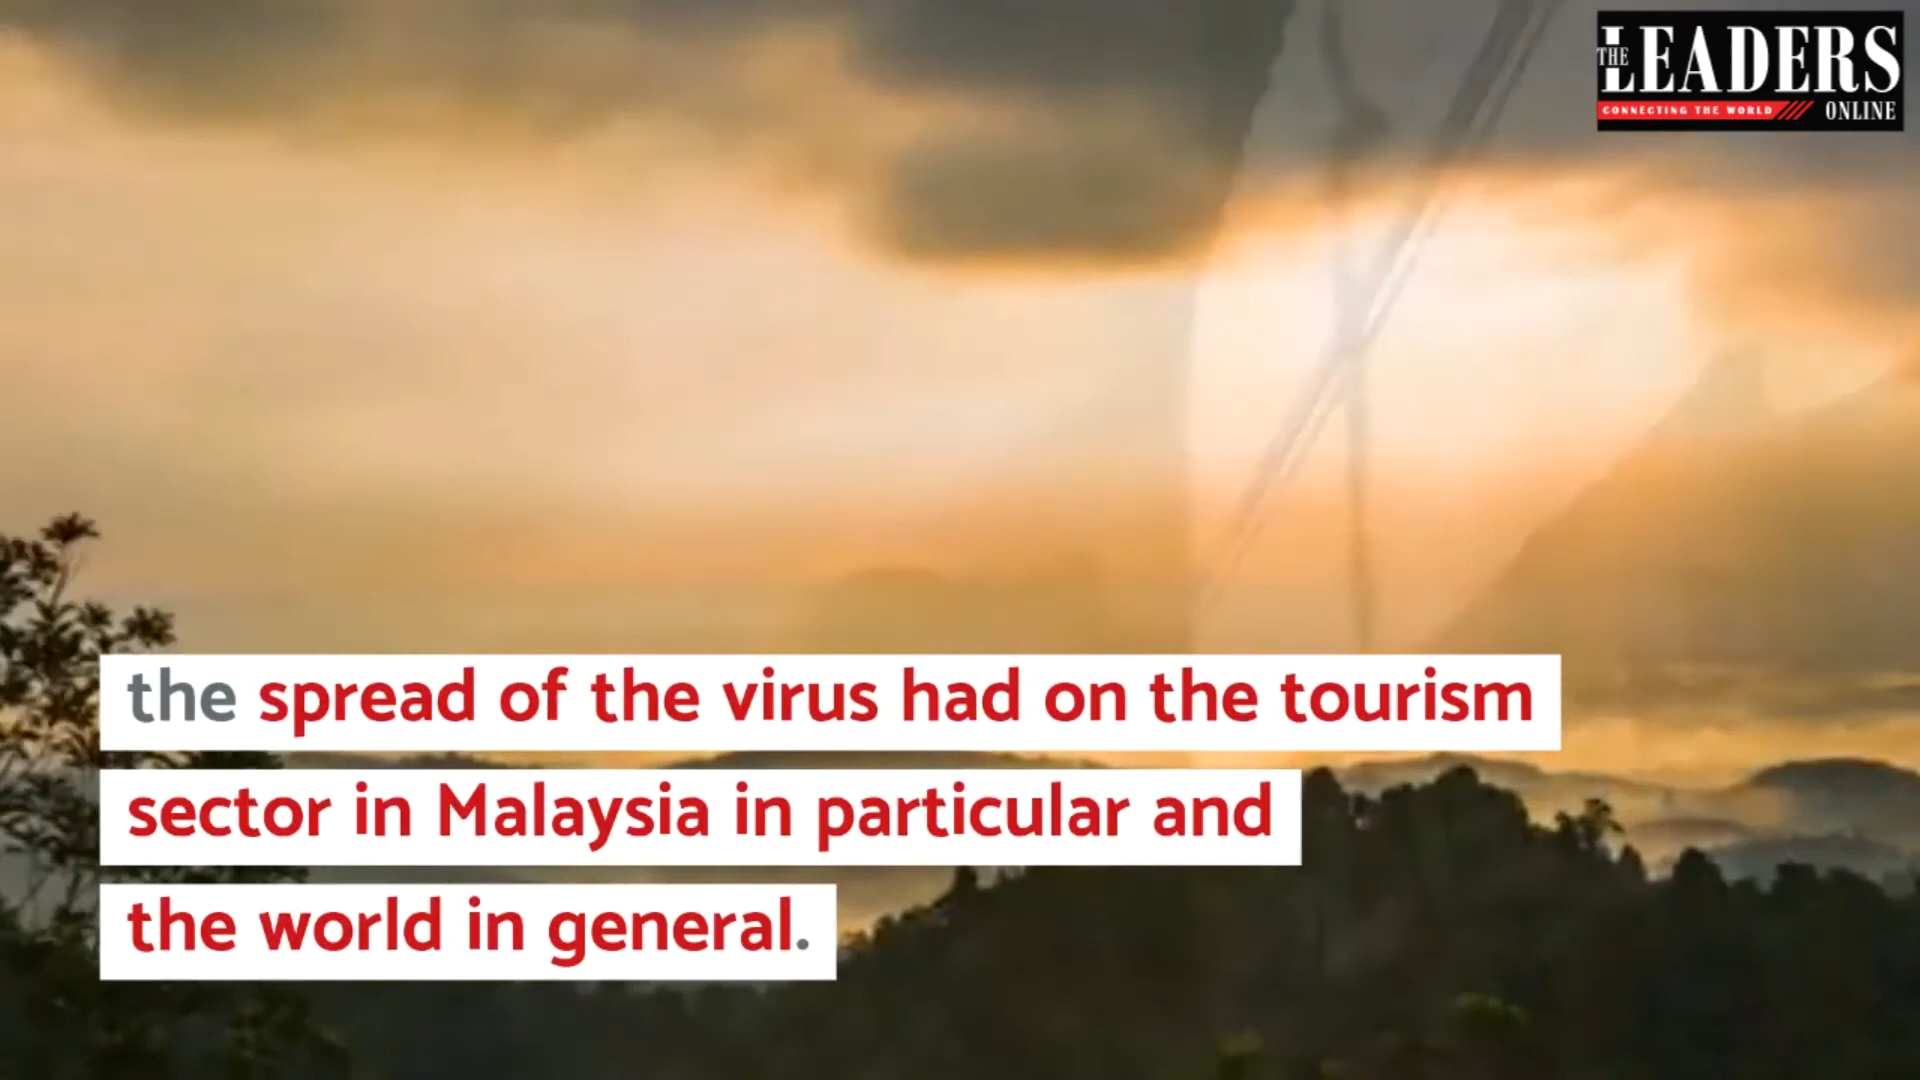 THE LEADERS
CONNECTING THE WORLD
ONLINE
the spread of the virus had on the tourism
sector in Malaysia in particular and
the world in general.